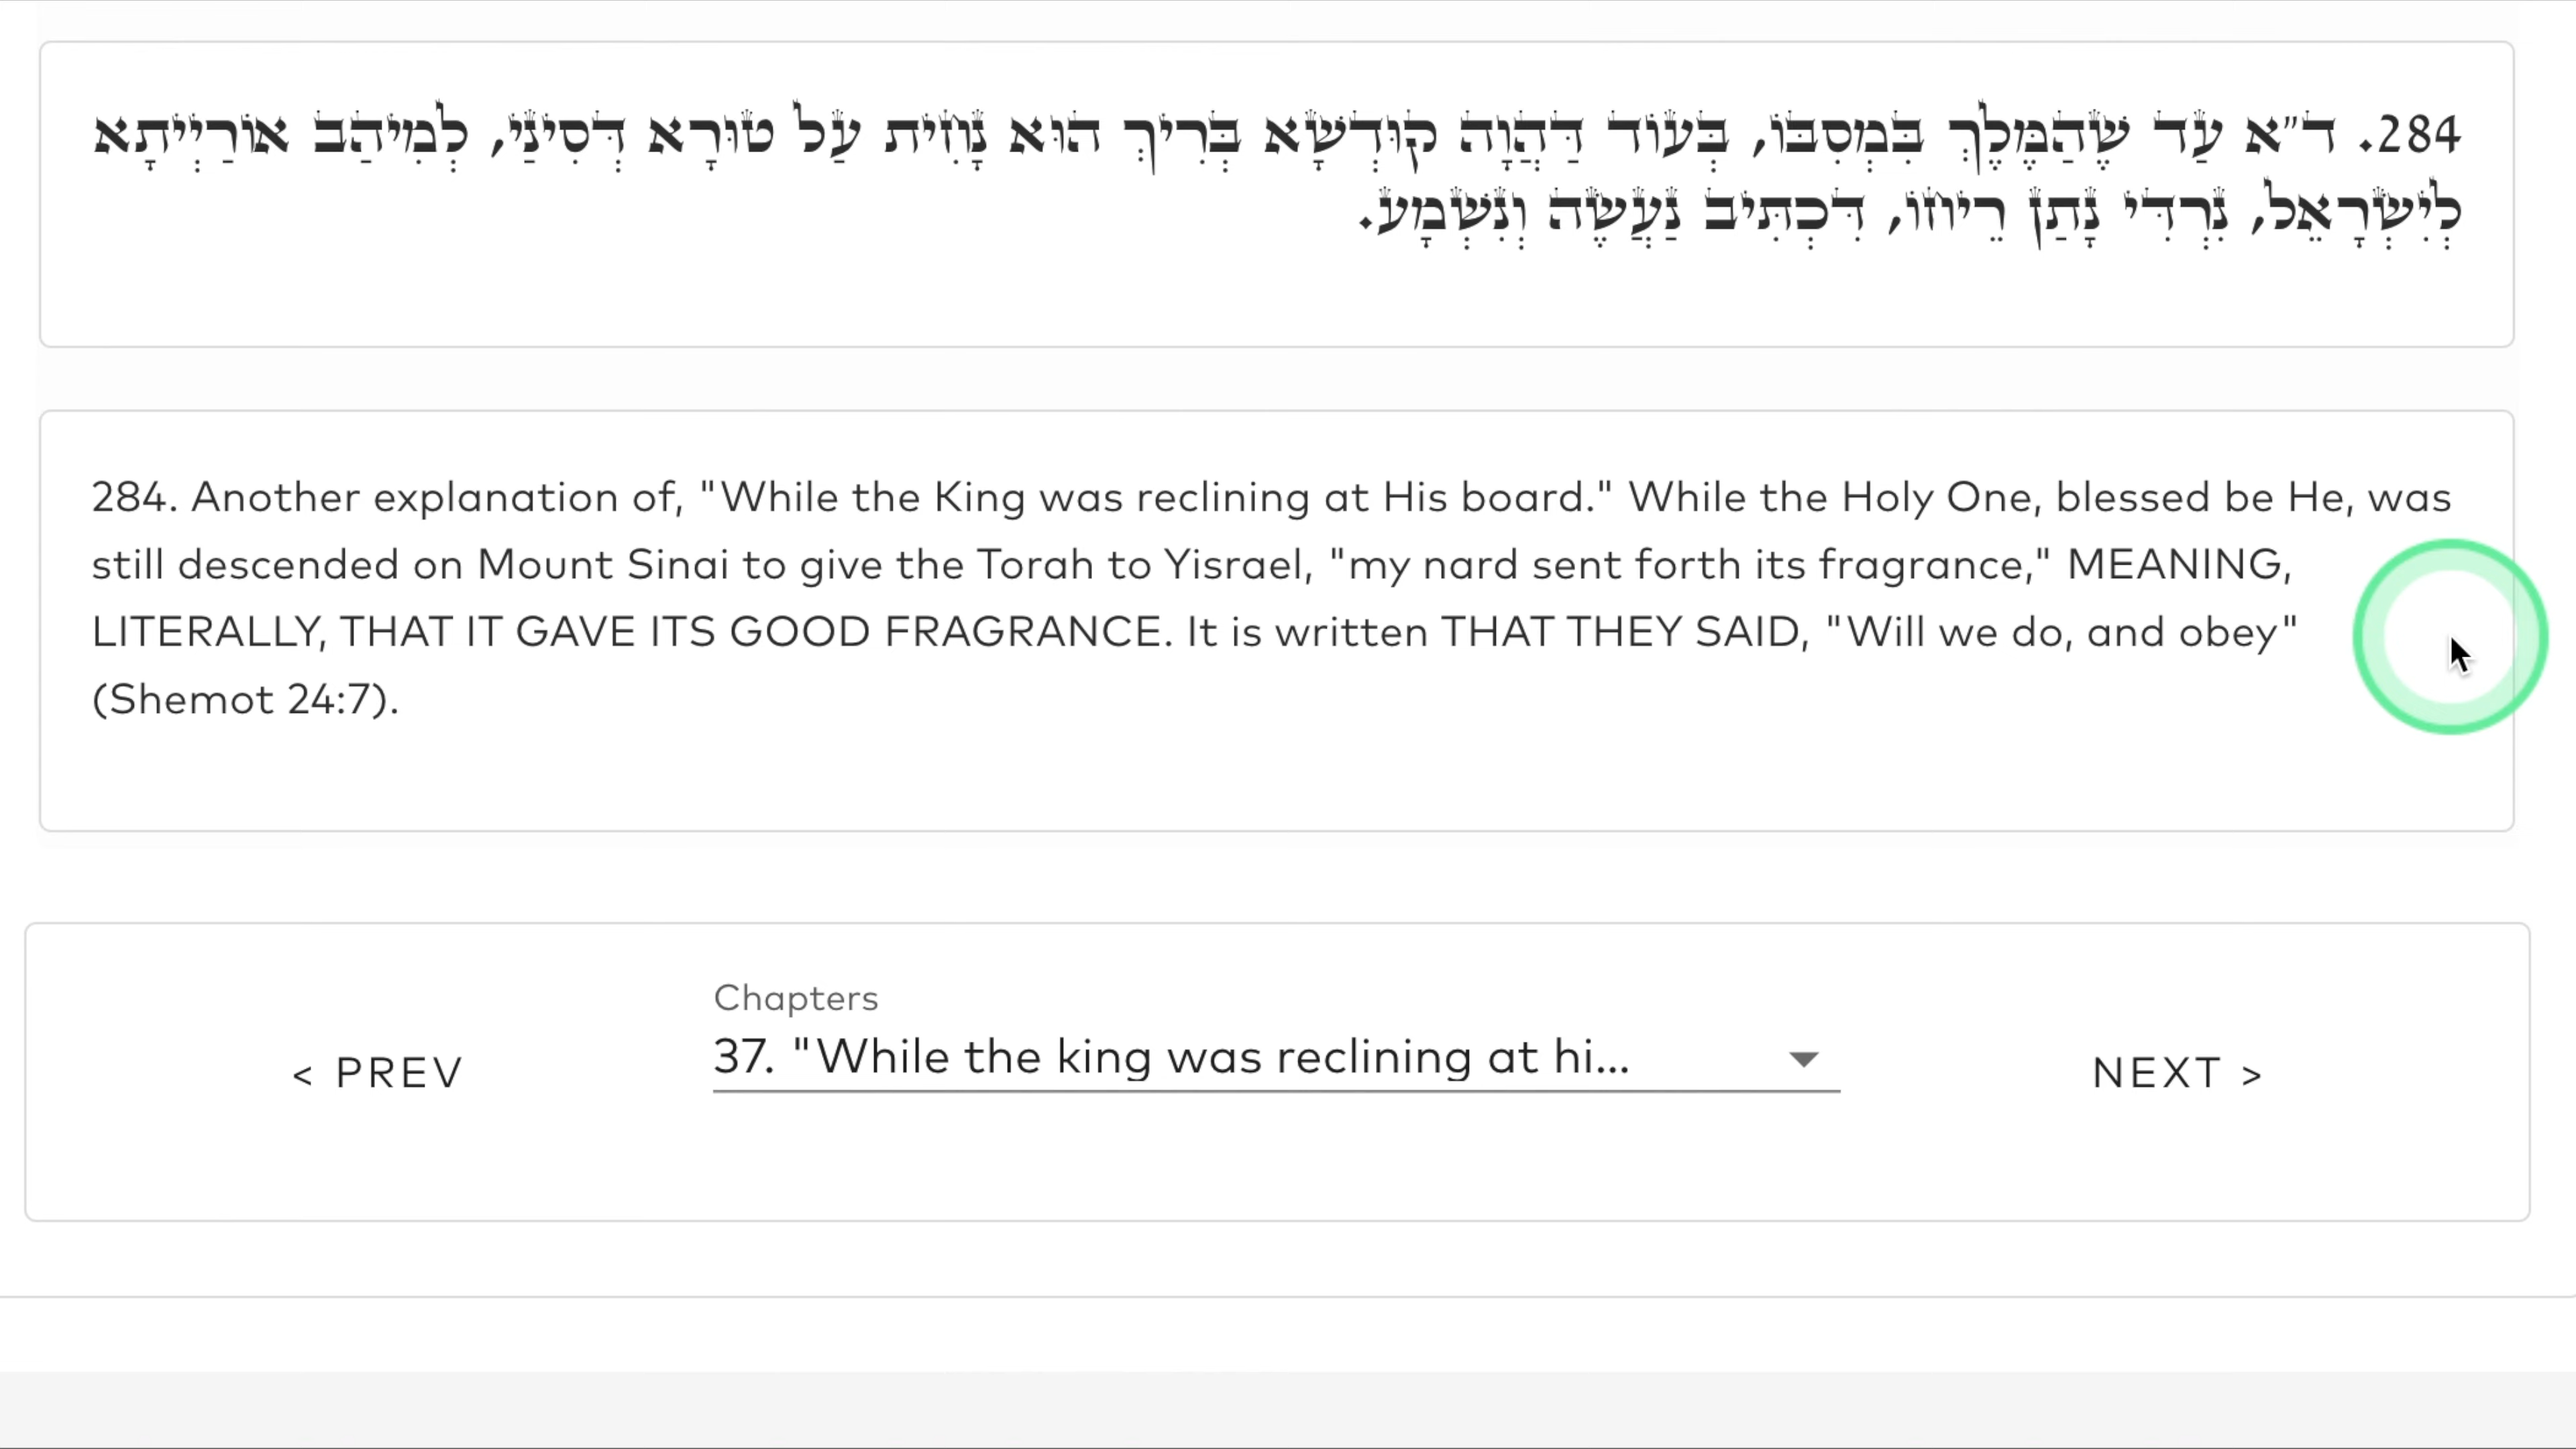 284. ד"א עַד שֶׁהַמֶּלֶךְ בִּמְסִבּוֹ, בְּעוֹד דַּהֲוָה קוּדְשָׁא בְּרִיךְ הוּא נָחִית עַל טוּרָא דְּסִינַי, לְמִיהַב אוֹרַיְיתָא
לְיִשְׂרָאֵל, נִרְדִּי נָתַן רֵיחוֹ, דִּכְתִּיב נַעֲשֶׂה וְנִשְׁמָע.
284. Another explanation of, "While the King was reclining at His board." While the Holy One, blessed be He, was
still descended on Mount Sinai to give the Torah to Yisrael, "my nard sent forth its fragrance," MEANING,
LITERALLY, THAT IT GAVE ITS GOOD FRAGRANCE. It is written THAT THEY SAID, "Will we do, and obey"
(Shemot 24:7).
Chapters
37. "While the king was reclining at hi...
< PREV
NEXT >